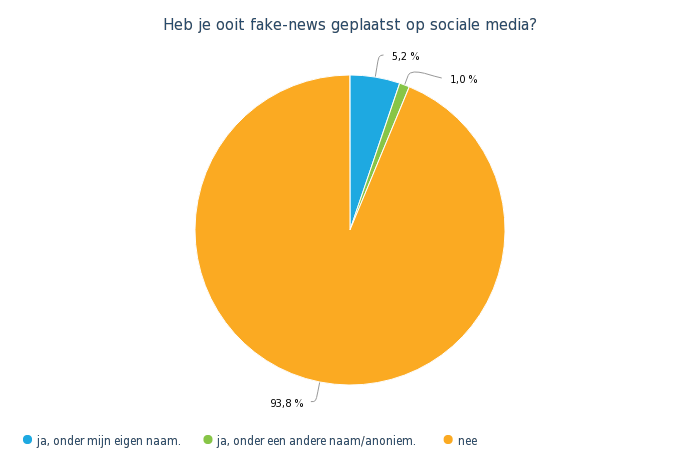 Heb je ooit fake-news geplaatst op sociale media?
5,2 %
1,0 %
93,8 %
ja, onder mijn eigen naam. ja, onder een andere naam/anoniem. nee